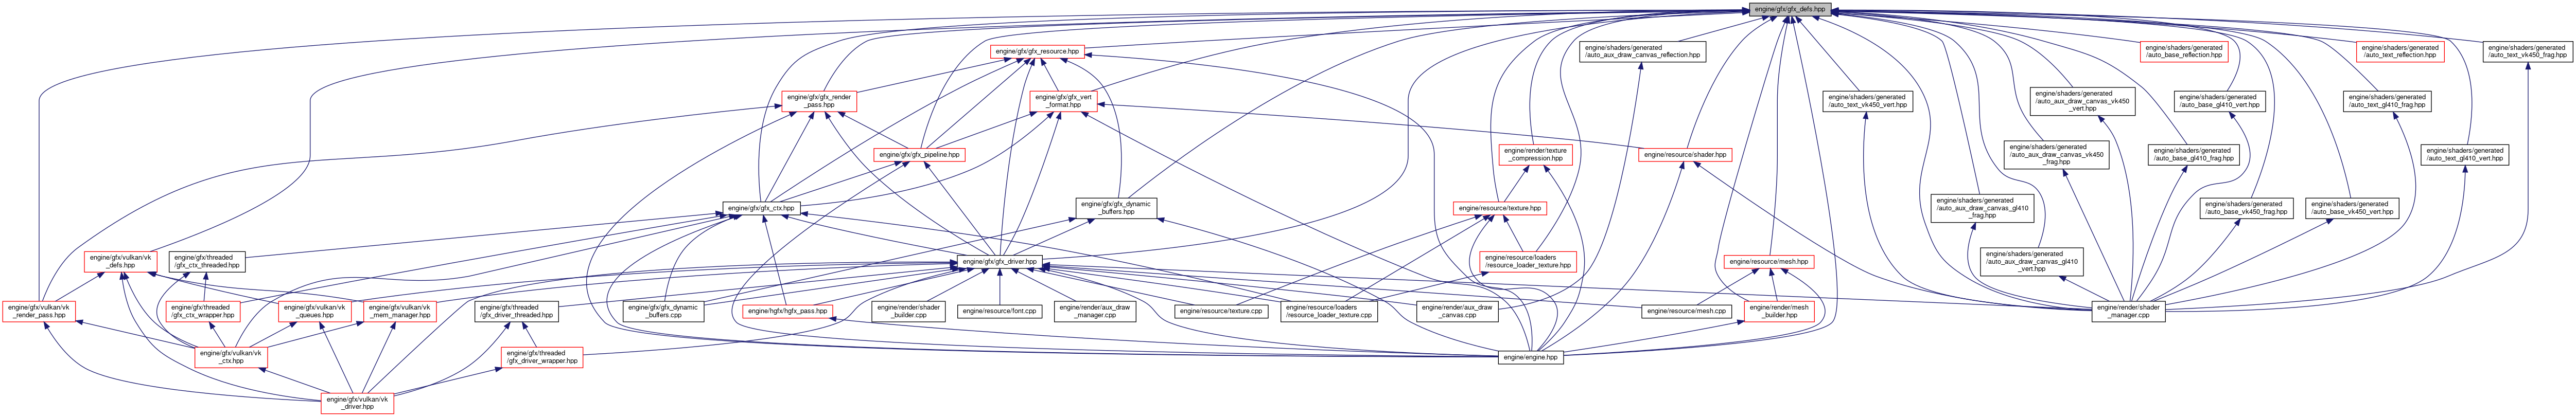 engine/gfx/gfx_defs.hpp
engine/gfx/gfx_resource.hpp
engine/shaders/generated
/auto_aux_draw_canvas_reflection.hpp
engine/shaders/generated
/auto_base_reflection.hpp
engine/shaders/generated
/auto_text_reflection.hpp
engine/shaders/generated
/auto_text_vk450_frag.hpp
engine/gfx/gfx_render
_pass.hpp
engine/gfx/gfx_vert
_format.hpp
engine/shaders/generated
/auto_text_vk450_vert.hpp
engine/shaders/generated
/auto_aux_draw_canvas_vk450
_vert.hpp
engine/shaders/generated
/auto_base_gl410_vert.hpp
engine/shaders/generated
/auto_text_gl410_frag.hpp
engine/gfx/gfx_pipeline.hpp
engine/render/texture
_compression.hpp
engine/resource/shader.hpp
engine/shaders/generated
/auto_aux_draw_canvas_vk450
_frag.hpp
engine/shaders/generated
/auto_base_gl410_frag.hpp
engine/shaders/generated
/auto_text_gl410_vert.hpp
engine/gfx/gfx_ctx.hpp
engine/gfx/gfx_dynamic
_buffers.hpp
engine/resource/texture.hpp
engine/shaders/generated
/auto_aux_draw_canvas_gl410
_frag.hpp
engine/shaders/generated
/auto_base_vk450_frag.hpp
engine/shaders/generated
/auto_base_vk450_vert.hpp
engine/gfx/vulkan/vk
_defs.hpp
engine/gfx/threaded
/gfx_ctx_threaded.hpp
engine/gfx/gfx_driver.hpp
engine/resource/loaders
/resource_loader_texture.hpp
engine/resource/mesh.hpp
engine/shaders/generated
/auto_aux_draw_canvas_gl410
_vert.hpp
engine/gfx/vulkan/vk
_render_pass.hpp
engine/gfx/threaded
/gfx_ctx_wrapper.hpp
engine/gfx/vulkan/vk
_queues.hpp
engine/gfx/vulkan/vk
_mem_manager.hpp
engine/gfx/threaded
/gfx_driver_threaded.hpp
engine/gfx/gfx_dynamic
_buffers.cpp
engine/hgfx/hgfx_pass.hpp
engine/render/shader
_builder.cpp
engine/resource/font.cpp
engine/render/aux_draw
_manager.cpp
engine/resource/texture.cpp
engine/resource/loaders
/resource_loader_texture.cpp
engine/render/aux_draw
_canvas.cpp
engine/resource/mesh.cpp
engine/render/mesh
_builder.hpp
engine/render/shader
_manager.cpp
engine/gfx/vulkan/vk
_ctx.hpp
engine/gfx/threaded
/gfx_driver_wrapper.hpp
engine/engine.hpp
engine/gfx/vulkan/vk
_driver.hpp